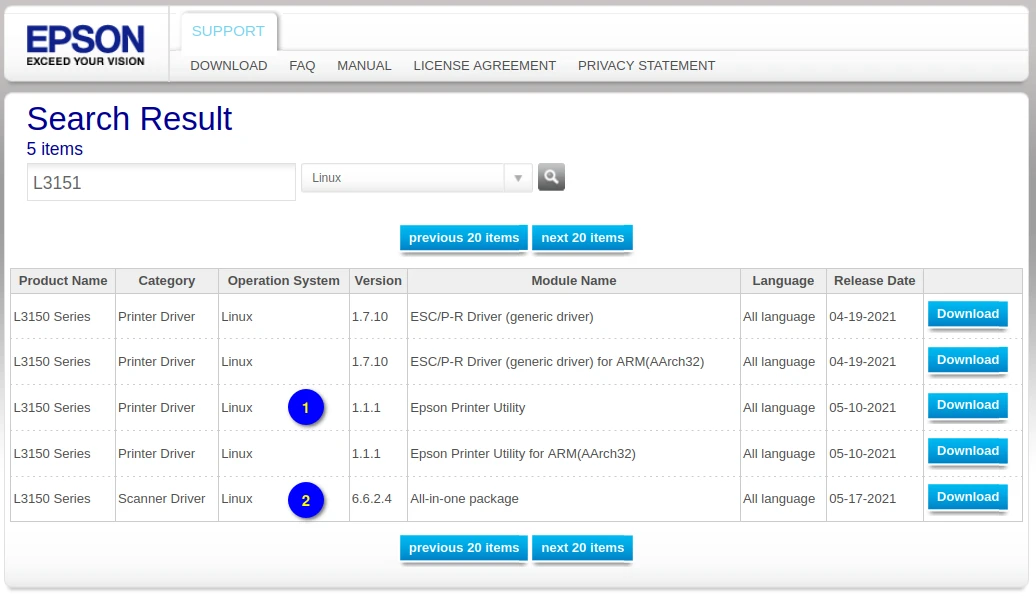 EPSON
EXCEED YOUR VISION
SUPPORT
DOWNLOAD FAQ MANUAL LICENSE AGREEMENT PRIVACY STATEMENT
Search Result
5 items
L3151 Linux
previous 20 items next 20 items
Product Name Category Operation System Version Module Name Language Release Date
L3150 Series Printer Driver Linux 1.7.10 ESC/P-R Driver (generic driver) All language 04-19-2021 Download
L3150 Series Printer Driver Linux 1.7.10 ESC/P-R Driver (generic driver) for ARM(AArch32) All language 04-19-2021 Download
L3150 Series Printer Driver Linux 1 1.1.1 Epson Printer Utility All language 05-10-2021 Download
L3150 Series Printer Driver Linux 1.1.1 Epson Printer Utility for ARM(AArch32) All language 05-10-2021 Download
L3150 Series Scanner Driver Linux 2 6.6.2.4 All-in-one package All language 05-17-2021 Download
previous 20 items next 20 items